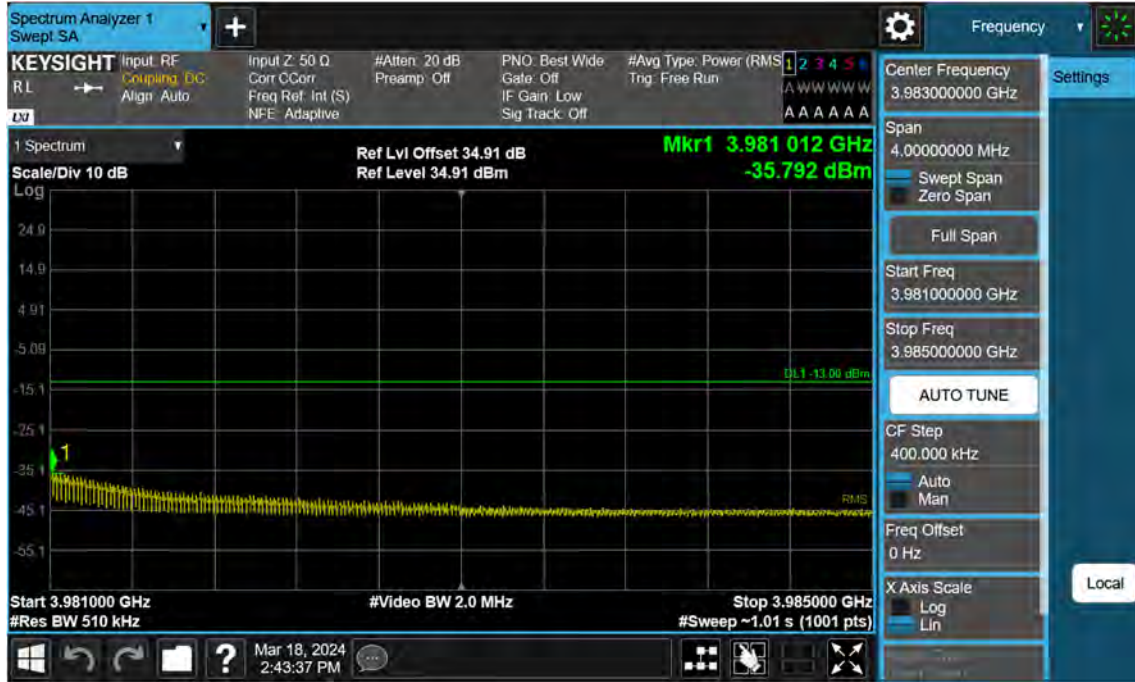 Spectrum Analyzer 1
Swept SA
+
Frequency
KEYSIGHT
RL
LXI
Input: RF
Coupling: DC
Align: Auto
Input Z: 50 Ω
Corr CCorr
Freq Ref: Int (S)
NFE: Adaptive
#Atten: 20 dB
Preamp: Off
PNO: Best Wide
Gate: Off
IF Gain: Low
Sig Track: Off
#Avg Type: Power (RMS
Trig: Free Run
1 2 3 4 5 6
A W W W W W
A A A A A A
Center Frequency
3.983000000 GHz
Settings
1 Spectrum
Scale/Div 10 dB
Log
Ref Lvl Offset 34.91 dB
Ref Level 34.91 dBm
Mkr1 3.981 012 GHz
-35.792 dBm
24.9
14.9
4.91
-5.09
-15.1
-25.1
-35.1
-45.1
-55.1
DL1 -13.00 dBm
1
RMS
Start 3.981000 GHz
#Res BW 510 kHz
#Video BW 2.0 MHz
Stop 3.985000 GHz
#Sweep ~1.01 s (1001 pts)
Span
4.00000000 MHz
Swept Span
Zero Span
Full Span
Start Freq
3.981000000 GHz
Stop Freq
3.985000000 GHz
AUTO TUNE
CF Step
400.000 kHz
Auto
Man
Freq Offset
0 Hz
X Axis Scale
Log
Lin
Local
?
Mar 18, 2024
2:43:37 PM